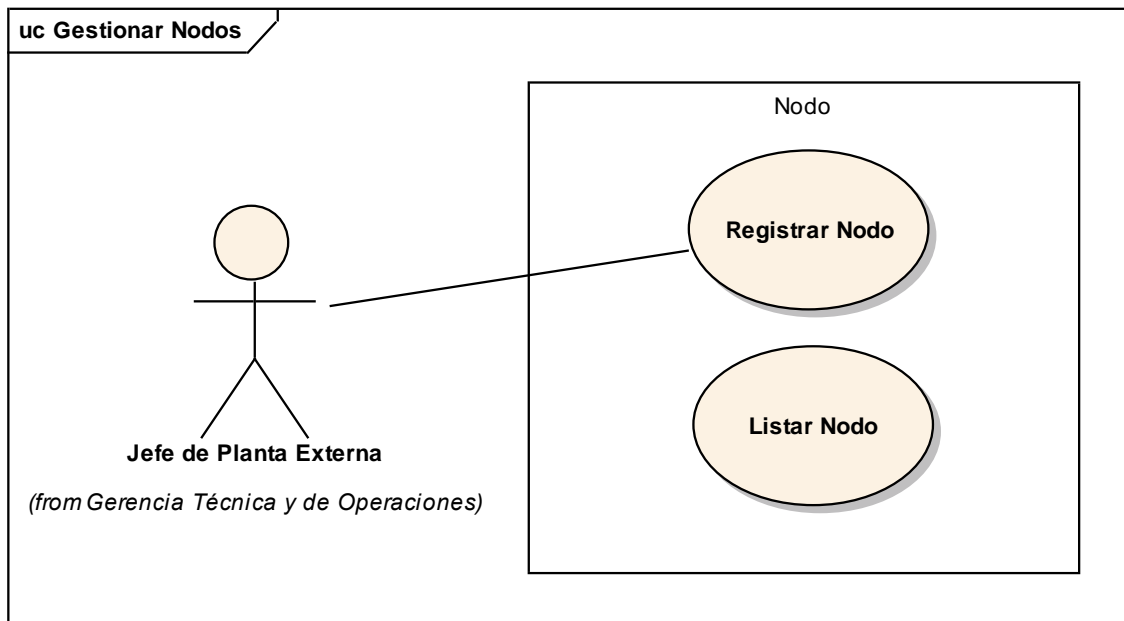 uc Gestionar Nodos
Nodo
Registrar Nodo
Listar Nodo
Jefe de Planta Externa
(from Gerencia Técnica y de Operaciones)